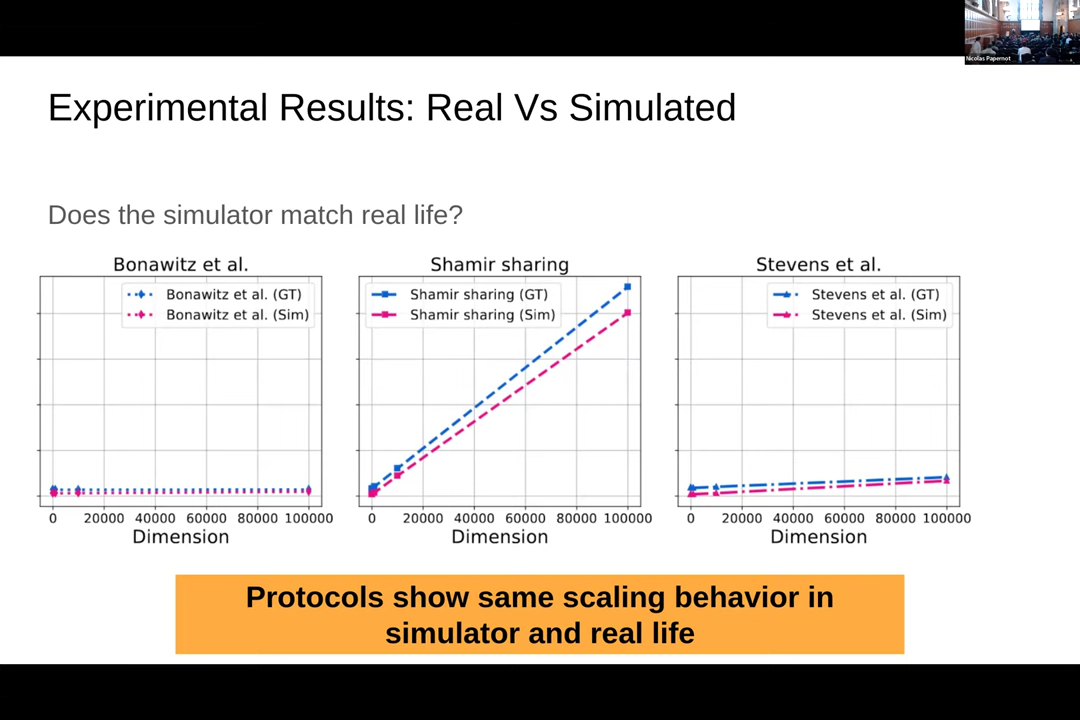 Nicolas Papernot
Experimental Results: Real Vs Simulated
Does the simulator match real life?
Bonawitz et al.
Bonawitz et al. (GT)
Bonawitz et al. (Sim)
0 20000 40000 60000 80000 100000
Dimension
Shamir sharing
Shamir sharing (GT)
Shamir sharing (Sim)
0 20000 40000 60000 80000 100000
Dimension
Stevens et al.
Stevens et al. (GT)
Stevens et al. (Sim)
0 20000 40000 60000 80000 100000
Dimension
Protocols show same scaling behavior in
simulator and real life